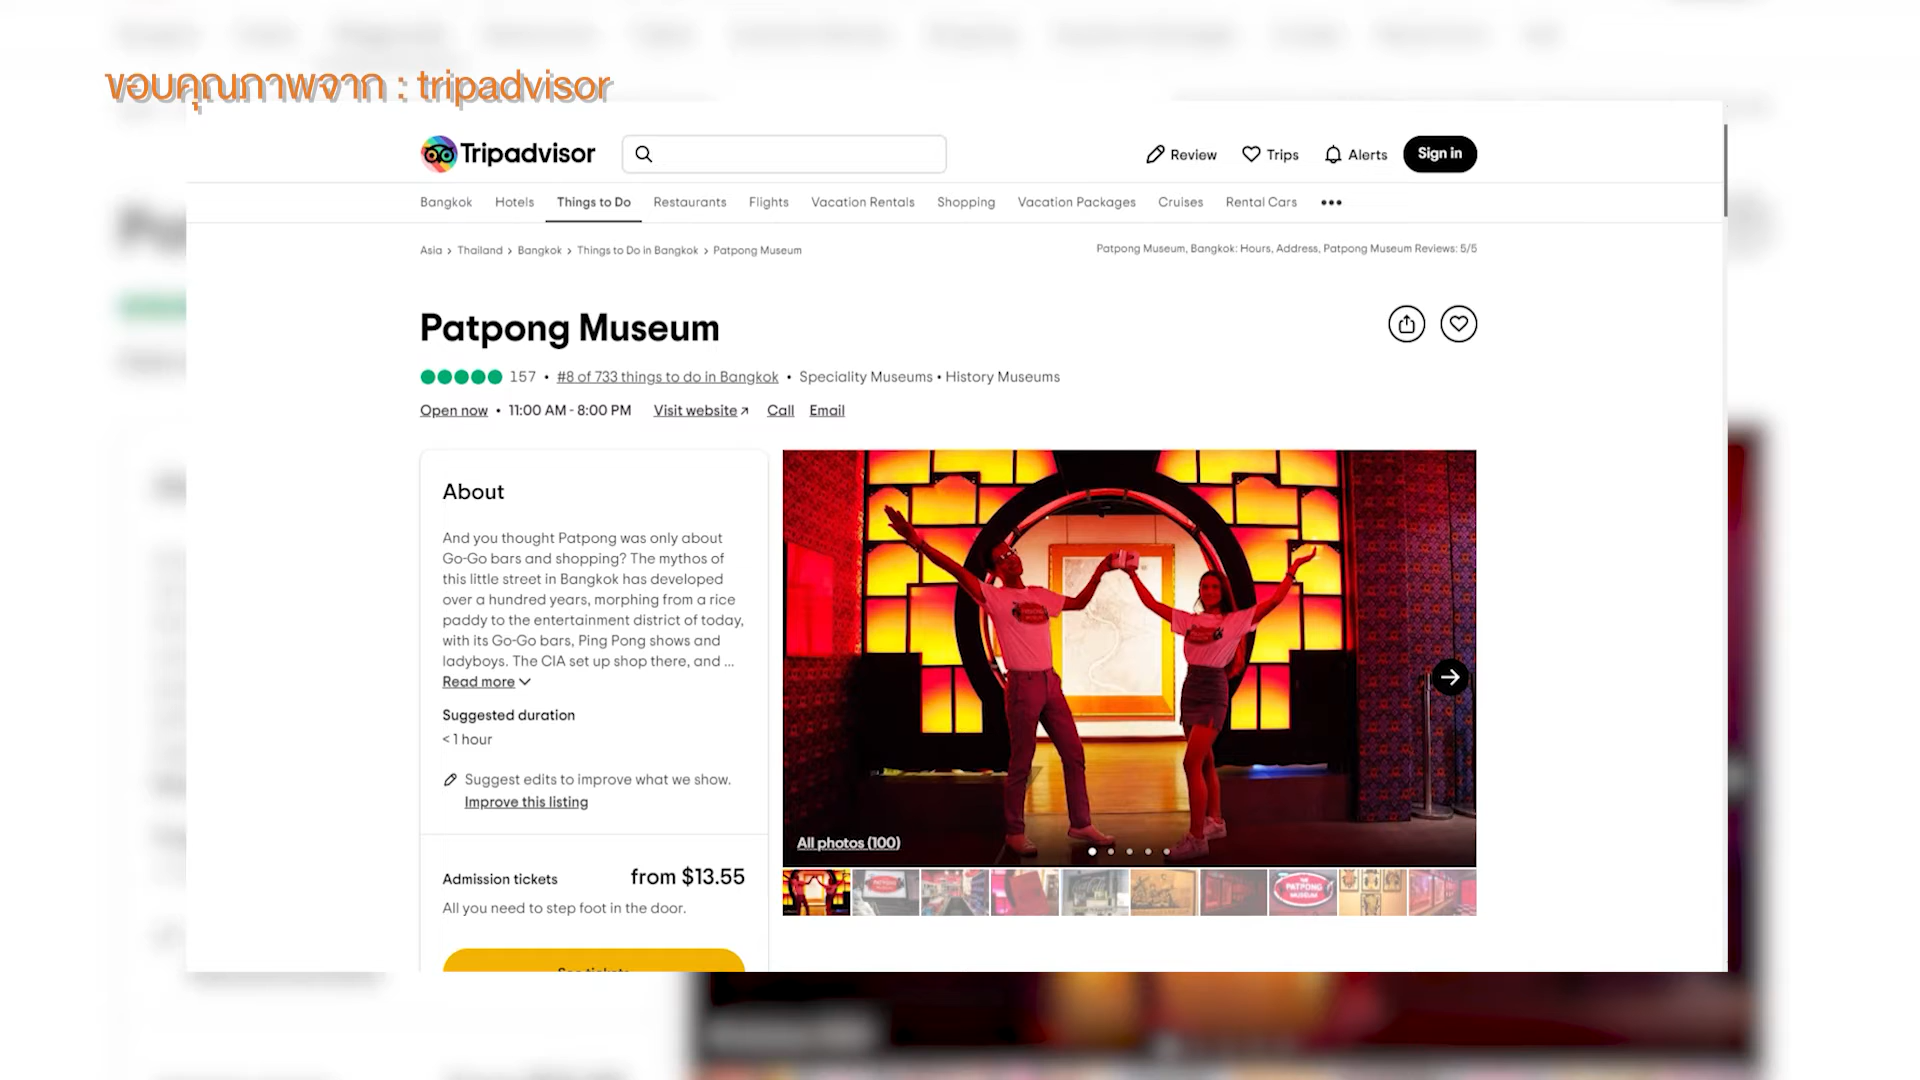 ขอบคุณภาพจาก : tripadvisor
Tripadvisor
Review
Trips
Alerts
Sign in
Bangkok
Hotels
Things to Do
Restaurants
Flights
Vacation Rentals
Shopping
Vacation Packages
Cruises
Rental Cars
Asia > Thailand > Bangkok > Things to Do in Bangkok > Patpong Museum
Patpong Museum, Bangkok: Hours, Address, Patpong Museum Reviews: 5/5
Patpong Museum
157 • #8 of 733 things to do in Bangkok • Speciality Museums • History Museums
Open now • 11:00 AM - 8:00 PM
Visit website
Call
Email
About
And you thought Patpong was only about
Go-Go bars and shopping? The mythos of
this little street in Bangkok has developed
over a hundred years, morphing from a rice
paddy to the entertainment district of today,
with its Go-Go bars, Ping Pong shows and
ladyboys. The CIA set up shop there, and ...
Read more
Suggested duration
< 1 hour
Suggest edits to improve what we show.
Improve this listing
Admission tickets
from $13.55
All you need to step foot in the door.
See tickets
All photos (100)
PATPONG